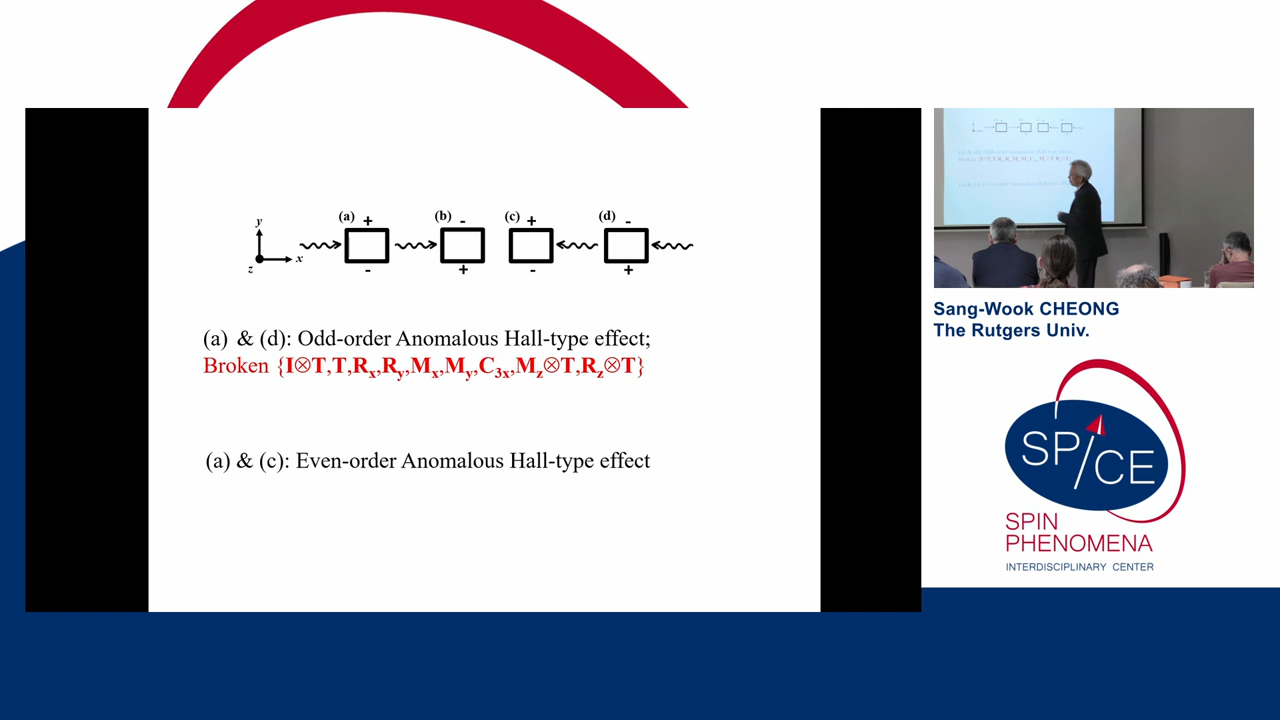 (a) + (b) - (c) + (d) -
y
x
z
- + - +
(a) & (d): Odd-order Anomalous Hall-type effect;
Broken {I⊗T,T,Rx,Ry,Mx,My,C3x,Mz⊗T,Rz⊗T}
(a) & (c): Even-order Anomalous Hall-type effect
Sang-Wook CHEONG
The Rutgers Univ.
SPICE
SPIN
PHENOMENA
INTERDISCIPLINARY CENTER